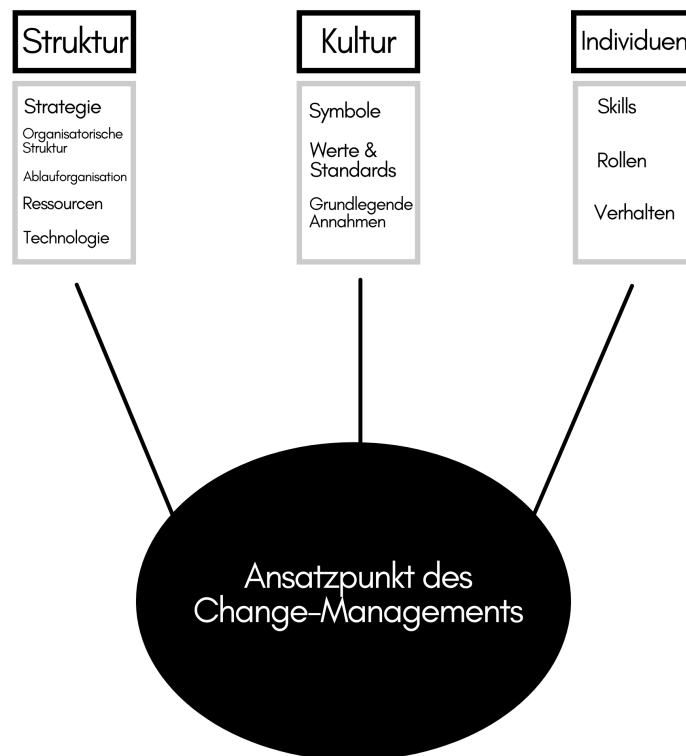 Struktur
Strategie
Organisatorische
Struktur
Ablauforganisation
Ressourcen
Technologie
Kultur
Symbole
Werte &
Standards
Grundlegende
Annahmen
Individuen
Skills
Rollen
Verhalten
Ansatzpunkt des
Change-Managements